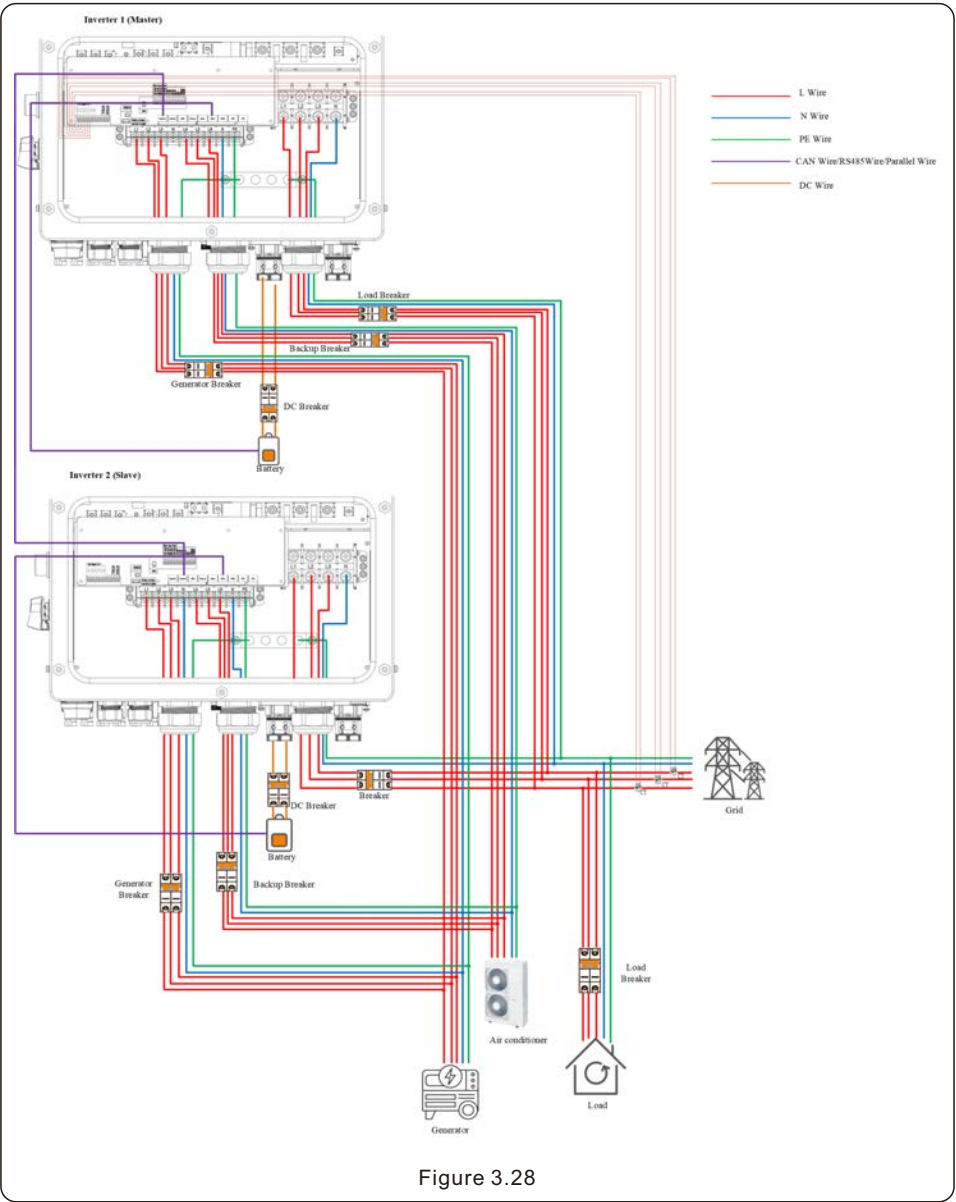 Inverter 1 (Master)
L Wire
N Wire
PE Wire
CAN Wire/RS485Wire/Parallel Wire
DC Wire
Load Breaker
Backup Breaker
Generator Breaker
DC Breaker
Battery
Inverter 2 (Slave)
DC Breaker
Breaker
Grid
Battery
Generator
Breaker
Backup Breaker
Load
Breaker
Air conditioner
Load
Generator
Figure 3.28